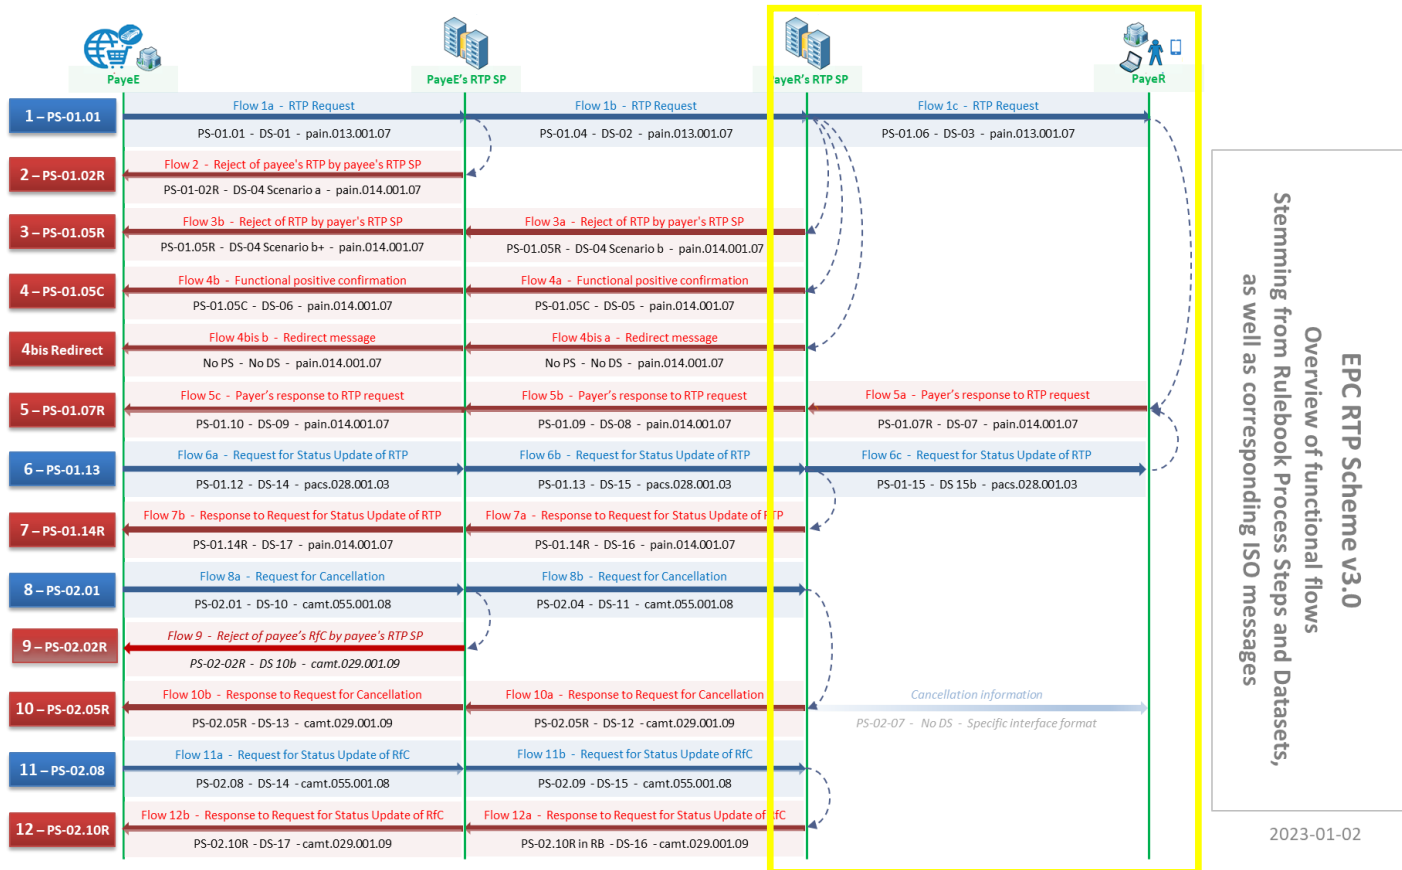 PayeE
PayeE's RTP SP
PayeR's RTP SP
PayeR
1 – PS-01.01
Flow 1a - RTP Request
Flow 1b - RTP Request
Flow 1c - RTP Request
PS-01.01 - DS-01 - pain.013.001.07
PS-01.04 - DS-02 - pain.013.001.07
PS-01.06 - DS-03 - pain.013.001.07
2 – PS-01.02R
Flow 2 - Reject of payee's RTP by payee's RTP SP
PS-01-02R - DS-04 Scenario a - pain.014.001.07
3 – PS-01.05R
Flow 3b - Reject of RTP by payer's RTP SP
Flow 3a - Reject of RTP by payer's RTP SP
PS-01.05R - DS-04 Scenario b+ - pain.014.001.07
PS-01.05R - DS-04 Scenario b - pain.014.001.07
4 – PS-01.05C
Flow 4b - Functional positive confirmation
Flow 4a - Functional positive confirmation
PS-01.05C - DS-06 - pain.014.001.07
PS-01.05C - DS-05 - pain.014.001.07
4bis Redirect
Flow 4bis b - Redirect message
Flow 4bis a - Redirect message
No PS - No DS - pain.014.001.07
No PS - No DS - pain.014.001.07
5 – PS-01.07R
Flow 5c - Payer's response to RTP request
Flow 5b - Payer's response to RTP request
Flow 5a - Payer's response to RTP request
PS-01.10 - DS-09 - pain.014.001.07
PS-01.09 - DS-08 - pain.014.001.07
PS-01.07R - DS-07 - pain.014.001.07
6 – PS-01.13
Flow 6a - Request for Status Update of RTP
Flow 6b - Request for Status Update of RTP
Flow 6c - Request for Status Update of RTP
PS-01.12 - DS-14 - pacs.028.001.03
PS-01.13 - DS-15 - pacs.028.001.03
PS-01-15 - DS 15b - pacs.028.001.03
7 – PS-01.14R
Flow 7b - Response to Request for Status Update of RTP
Flow 7a - Response to Request for Status Update of RTP
PS-01.14R - DS-17 - pain.014.001.07
PS-01.14R - DS-16 - pain.014.001.07
8 – PS-02.01
Flow 8a - Request for Cancellation
Flow 8b - Request for Cancellation
PS-02.01 - DS-10 - camt.055.001.08
PS-02.04 - DS-11 - camt.055.001.08
9 – PS-02.02R
Flow 9 - Reject of payee's RfC by payee's RTP SP
PS-02-02R - DS 10b - camt.029.001.09
10 – PS-02.05R
Flow 10b - Response to Request for Cancellation
Flow 10a - Response to Request for Cancellation
Cancellation information
PS-02.05R - DS-13 - camt.029.001.09
PS-02.05R - DS-12 - camt.029.001.09
PS-02-07 - No DS - Specific interface format
11 – PS-02.08
Flow 11a - Request for Status Update of RfC
Flow 11b - Request for Status Update of RfC
PS-02.08 - DS-14 - camt.055.001.08
PS-02.09 - DS-15 - camt.055.001.08
12 – PS-02.10R
Flow 12b - Response to Request for Status Update of RfC
Flow 12a - Response to Request for Status Update of RfC
PS-02.10R - DS-17 - camt.029.001.09
PS-02.10R in RB - DS-16 - camt.029.001.09
EPC RTP Scheme v3.0
Overview of functional flows
Stemming from Rulebook Process Steps and Datasets,
as well as corresponding ISO messages
2023-01-02